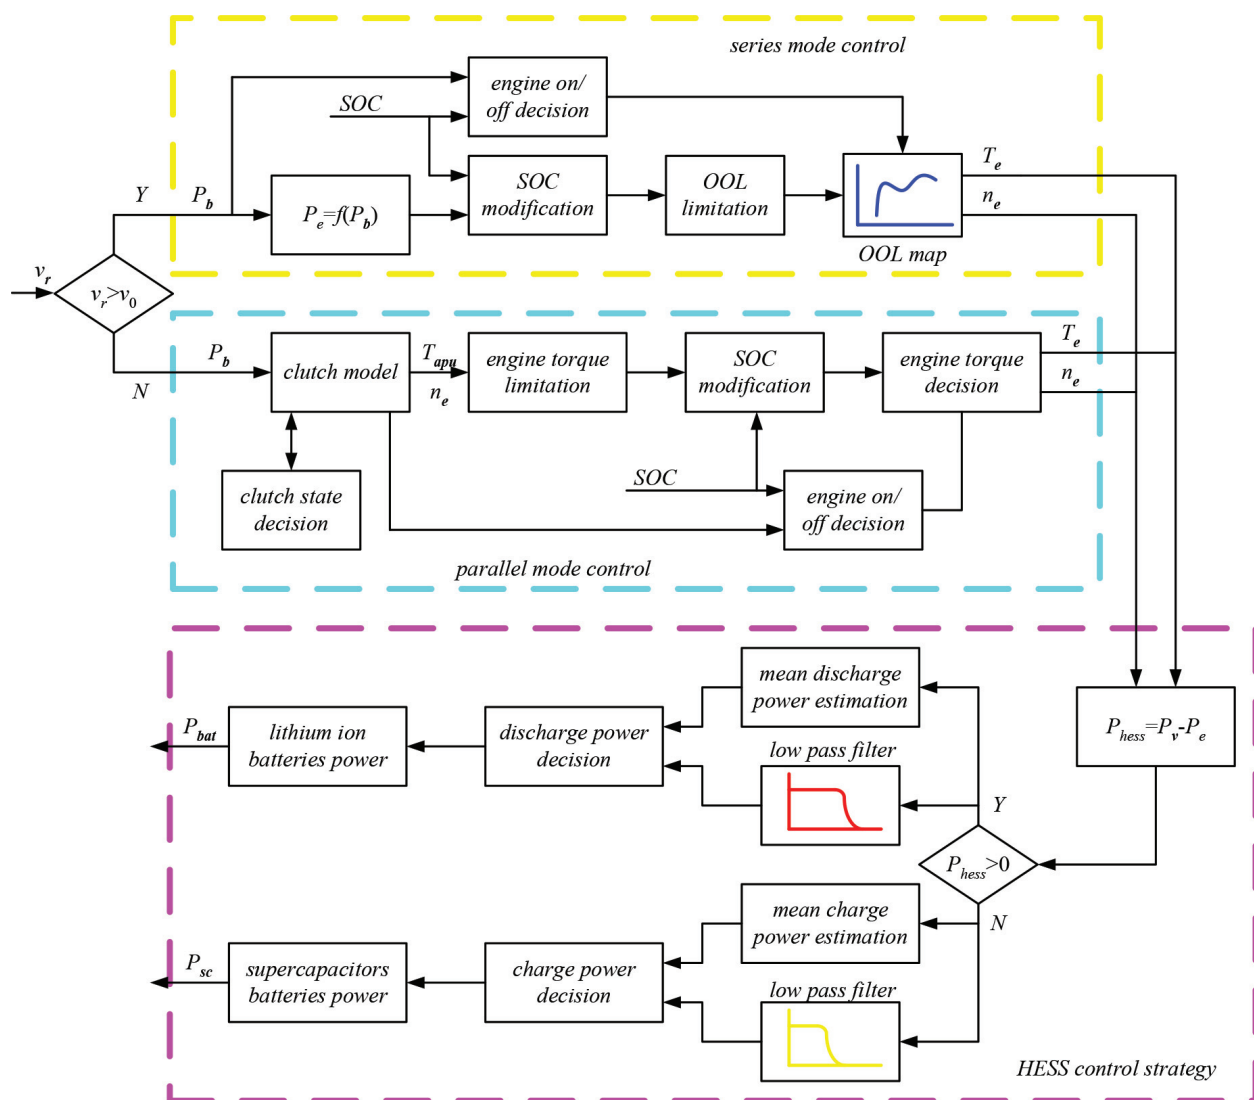 series mode control
engine on/
off decision
SOC
Y
P_b
P_e=f(P_b)
SOC
modification
OOL
limitation
OOL map
T_e
n_e
v_r
v_r>v_0
N
P_b
clutch model
T_apu
n_e
engine torque
limitation
SOC
modification
engine torque
decision
T_e
n_e
clutch state
decision
SOC
engine on/
off decision
parallel mode control
mean discharge
power estimation
P_bat
lithium ion
batteries power
discharge power
decision
low pass filter
P_hess=P_v-P_e
Y
P_hess>0
N
mean charge
power estimation
P_sc
supercapacitors
batteries power
charge power
decision
low pass filter
HESS control strategy